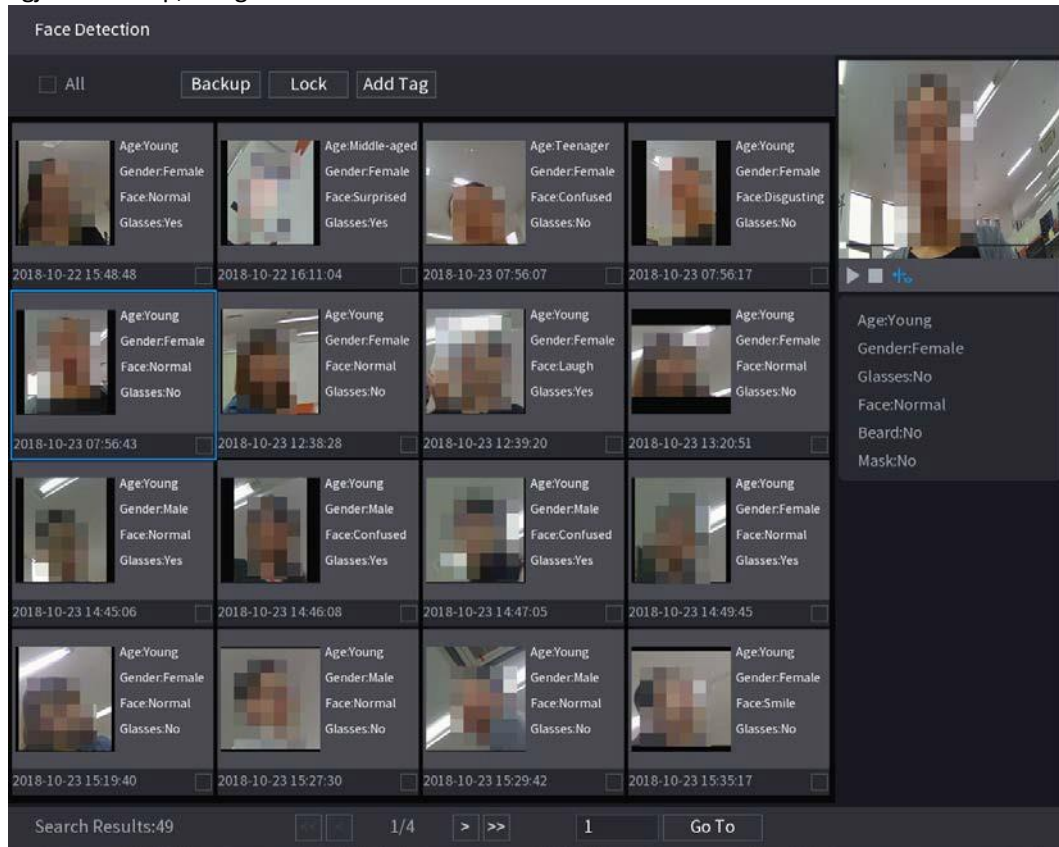 Face Detection
All Backup Lock Add Tag
Age:Young
Gender:Female
Face:Normal
Glasses:Yes
2018-10-22 15:48:48
Age:Middle-aged
Gender:Female
Face:Surprised
Glasses:Yes
2018-10-22 16:11:04
Age:Teenager
Gender:Female
Face:Confused
Glasses:No
2018-10-23 07:56:07
Age:Young
Gender:Female
Face:Disgusting
Glasses:No
2018-10-23 07:56:17
Age:Young
Gender:Female
Face:Normal
Glasses:No
2018-10-23 07:56:43
Age:Young
Gender:Female
Face:Normal
Glasses:No
2018-10-23 12:38:28
Age:Young
Gender:Female
Face:Laugh
Glasses:Yes
2018-10-23 12:39:20
Age:Young
Gender:Female
Face:Normal
Glasses:No
2018-10-23 13:20:51
Age:Young
Gender:Male
Face:Normal
Glasses:Yes
2018-10-23 14:45:06
Age:Young
Gender:Male
Face:Confused
Glasses:Yes
2018-10-23 14:46:08
Age:Young
Gender:Male
Face:Confused
Glasses:Yes
2018-10-23 14:47:05
Age:Young
Gender:Female
Face:Normal
Glasses:Yes
2018-10-23 14:49:45
Age:Young
Gender:Female
Face:Normal
Glasses:No
2018-10-23 15:19:40
Age:Young
Gender:Male
Face:Normal
Glasses:No
2018-10-23 15:27:30
Age:Young
Gender:Male
Face:Normal
Glasses:No
2018-10-23 15:29:42
Age:Young
Gender:Female
Face:Smile
Glasses:No
2018-10-23 15:35:17
Age:Young
Gender:Female
Glasses:No
Face:Normal
Beard:No
Mask:No
Search Results:49 << < 1/4 > >> 1 Go To